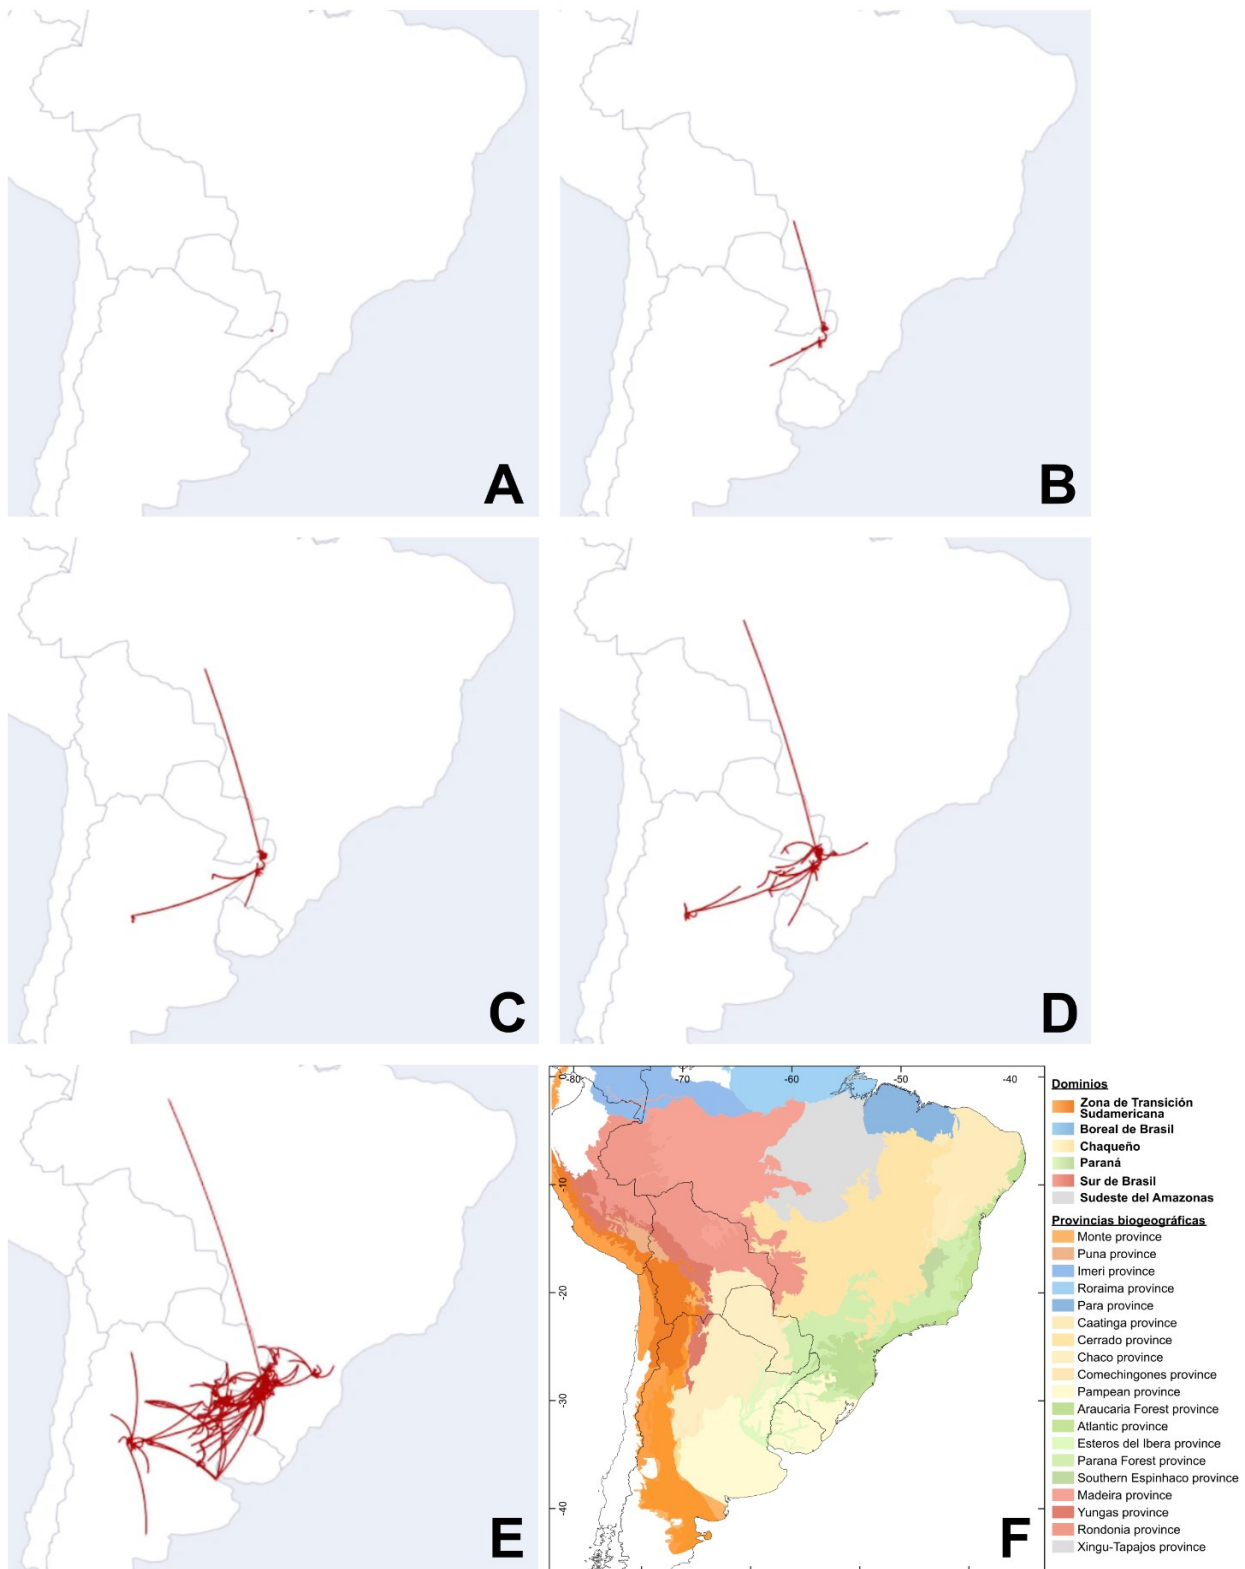 A
B
C
D
E
-80
-70
-60
-50
-40
0
-10
-20
-30
-40
F
Dominios
Zona de Transición
Sudamericana
Boreal de Brasil
Chaqueño
Paraná
Sur de Brasil
Sudeste del Amazonas
Provincias biogeográficas
Monte province
Puna province
Imeri province
Roraima province
Para province
Caatinga province
Cerrado province
Chaco province
Comechingones province
Pampean province
Araucaria Forest province
Atlantic province
Esteros del Ibera province
Parana Forest province
Southern Espinhaco province
Madeira province
Yungas province
Rondonia province
Xingu-Tapajos province